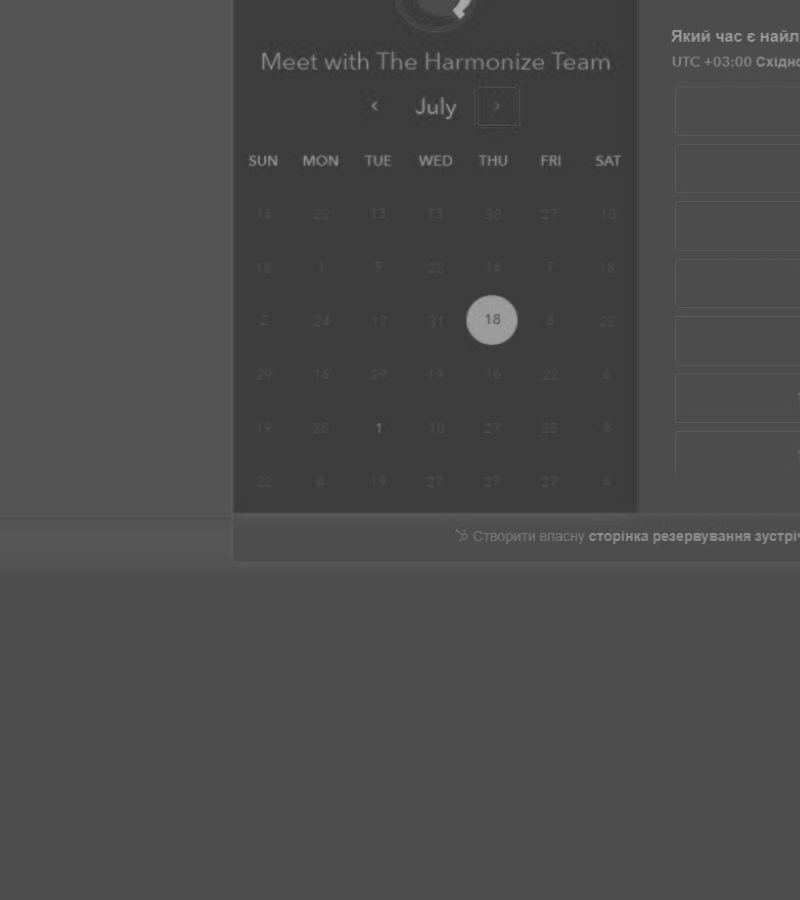 Meet with The Harmonize Team
July
SUN MON TUE WED THU FRI SAT
16 22 13 13 30 27 10
18 1 9 22 16 7 18
2 24 17 31 18 8 22
29 16 29 19 16 22 6
19 25 1 10 27 25 8
22 4 19 27 27 27 6
Який час є
UTC +03:00
Створити власну сторінка резервування